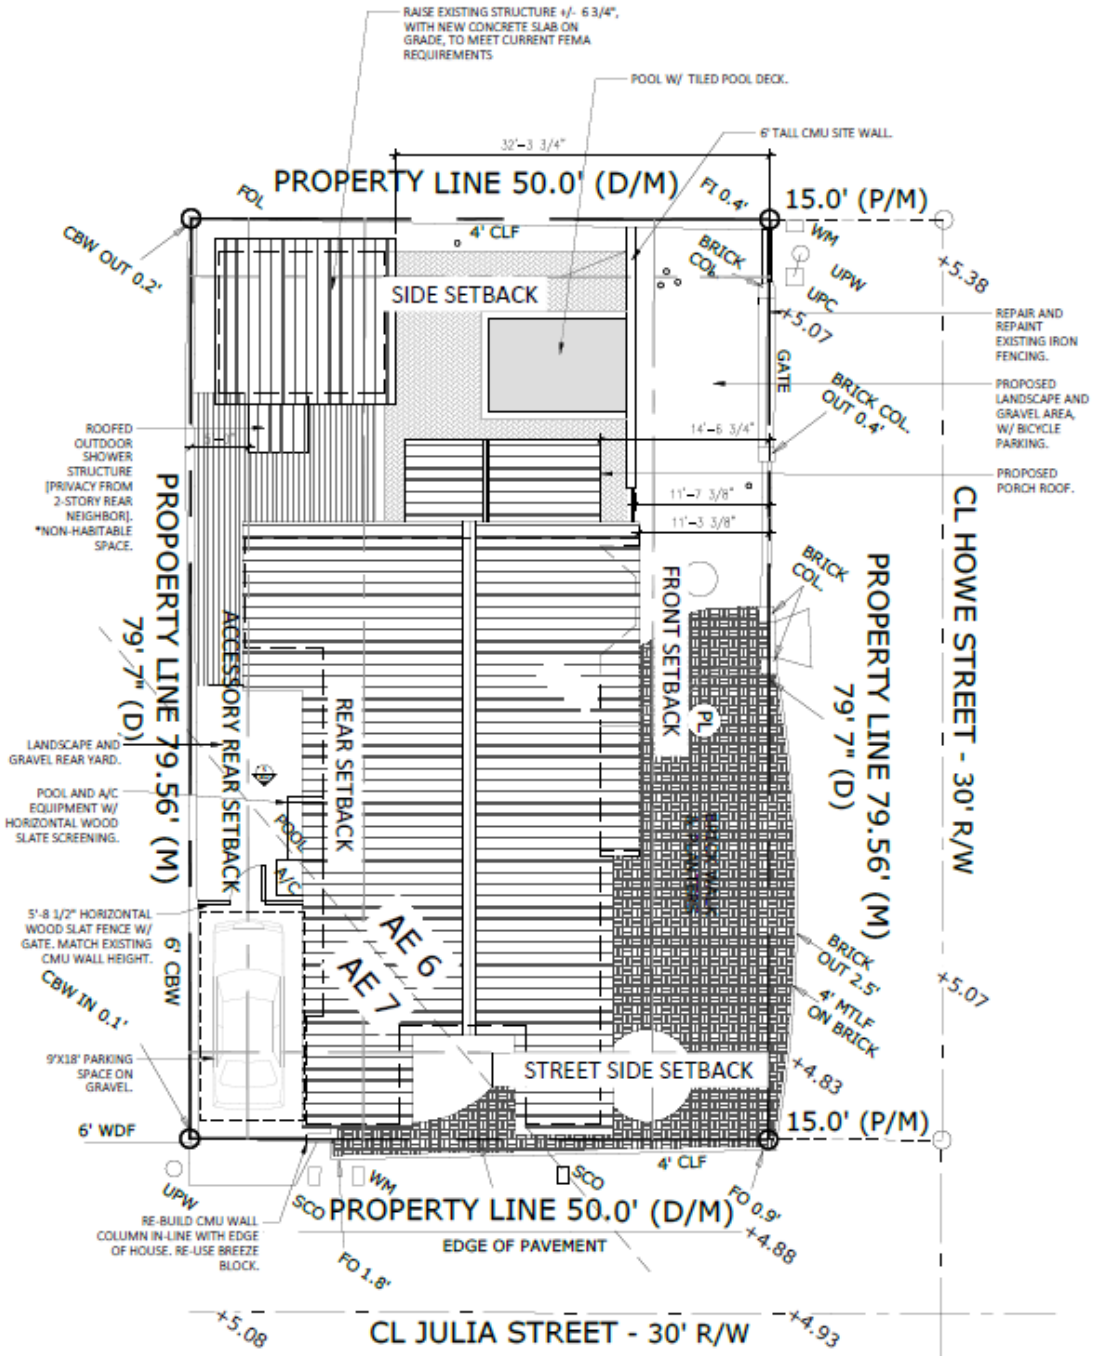 RAISE EXISTING STRUCTURE +/- 6 3/4",
WITH NEW CONCRETE SLAB ON
GRADE, TO MEET CURRENT FEMA
REQUIREMENTS
POOL W/ TILED POOL DECK.
6' TALL CMU SITE WALL.
32'-3 3/4"
PROPERTY LINE 50.0' (D/M)
FOL
FI 0.4'
15.0' (P/M)
CBW OUT 0.2'
4' CLF
WM
BRICK
COL.
UPW
UPC
+5.38
SIDE SETBACK
+5.07
REPAIR AND
REPAINT
EXISTING IRON
FENCING.
GATE
BRICK COL.
OUT 0.4'
PROPOSED
LANDSCAPE AND
GRAVEL AREA,
W/ BICYCLE
PARKING.
ROOFED
OUTDOOR
SHOWER
STRUCTURE
[PRIVACY FROM
2-STORY REAR
NEIGHBOR].
*NON-HABITABLE
SPACE.
14'-6 3/4"
PROPOSED
PORCH ROOF.
11'-7 3/8"
11'-3 3/8"
PROPOERTY LINE 79.56' (M)
79' 7" (D)
BRICK
COL.
FRONT SETBACK
PROPERTY LINE 79.56' (M)
79' 7" (D)
CL HOWE STREET - 30' R/W
ACCESSORY REAR SETBACK
REAR SETBACK
PL
LANDSCAPE AND
GRAVEL REAR YARD.
POOL AND A/C
EQUIPMENT W/
HORIZONTAL WOOD
SLATE SCREENING.
POOL
A/C
BRICK WALK
& PLANTERS
5'-8 1/2" HORIZONTAL
WOOD SLAT FENCE W/
GATE. MATCH EXISTING
CMU WALL HEIGHT.
6' CBW
AE 6
AE 7
BRICK
OUT 2.5'
4' MTLF
ON BRICK
+5.07
CBW IN 0.1'
9'X18' PARKING
SPACE ON
GRAVEL.
STREET SIDE SETBACK
+4.83
6' WDF
15.0' (P/M)
4' CLF
UPW
SCO
WM
SCO
FO 0.9'
RE-BUILD CMU WALL
COLUMN IN-LINE WITH EDGE
OF HOUSE. RE-USE BREEZE
BLOCK.
PROPERTY LINE 50.0' (D/M)
EDGE OF PAVEMENT
+4.88
FO 1.8'
+5.08
CL JULIA STREET - 30' R/W
+4.93